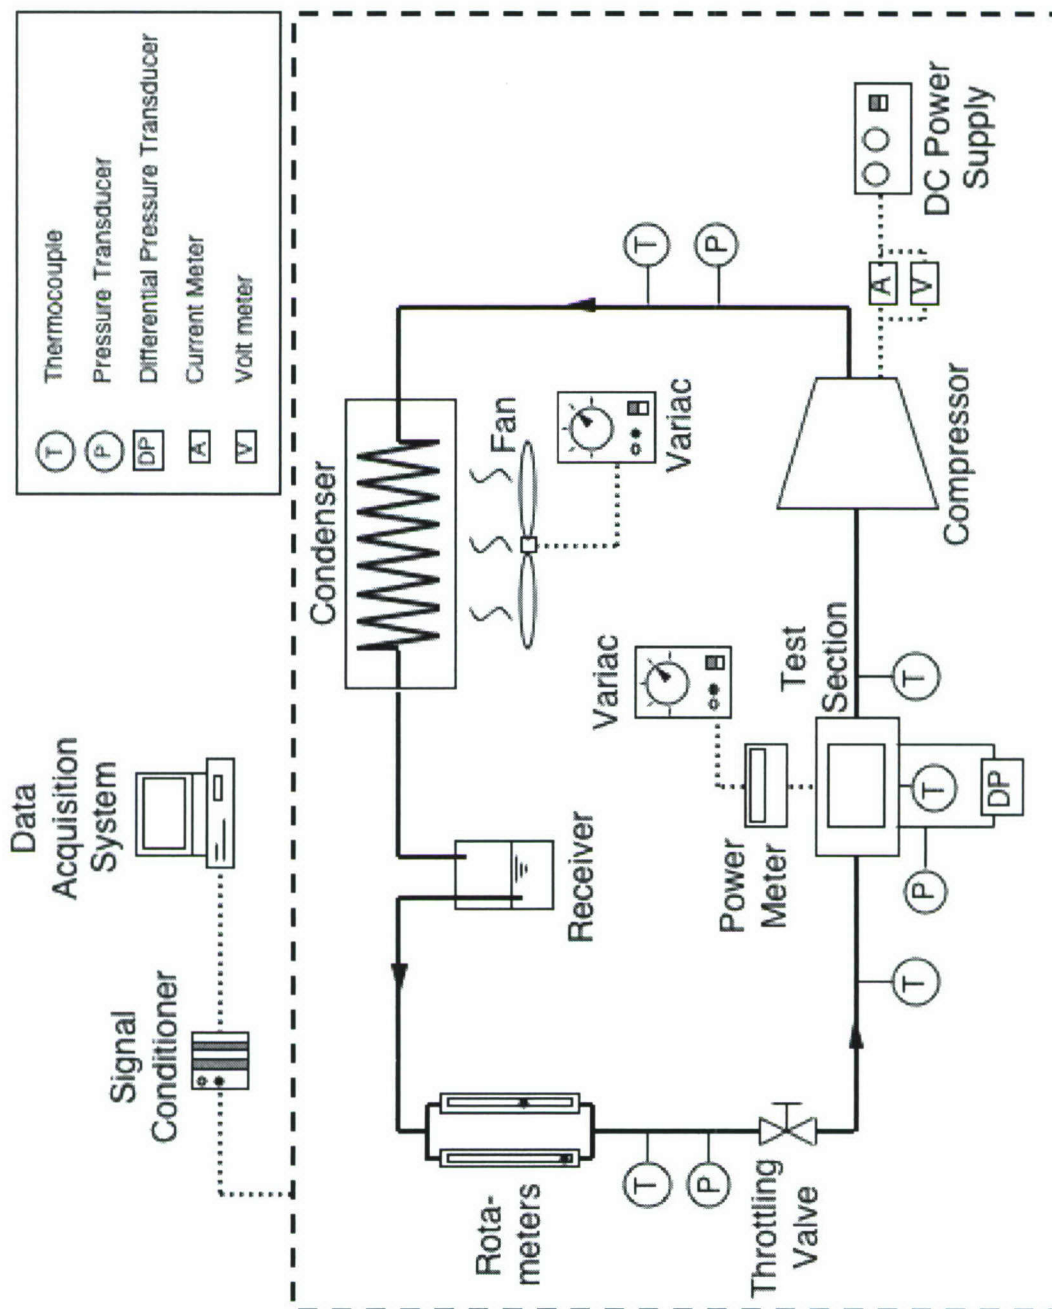 Data
Acquisition
System
Signal
Conditioner
T Thermocouple
P Pressure Transducer
DP Differential Pressure Transducer
A Current Meter
V Volt meter
Condenser
Fan
Variac
T
P
Receiver
Rota-
meters
T
P
Throttling
Valve
Variac
Power
Meter
Test
Section
T
P
T
DP
T
Compressor
A
V
DC Power
Supply